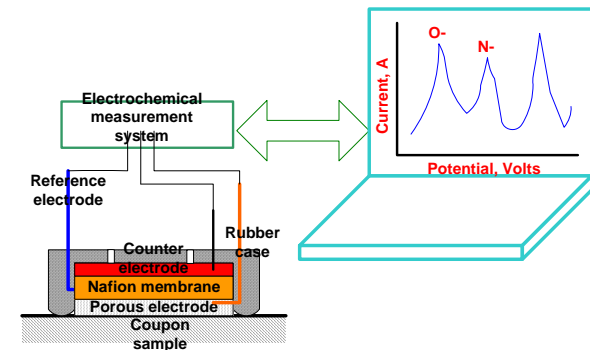 Electrochemical
measurement
system
Reference
electrode
Rubber
case
Counter
electrode
Nafion membrane
Porous electrode
Coupon
sample
O-
N-
Current, A
Potential, Volts